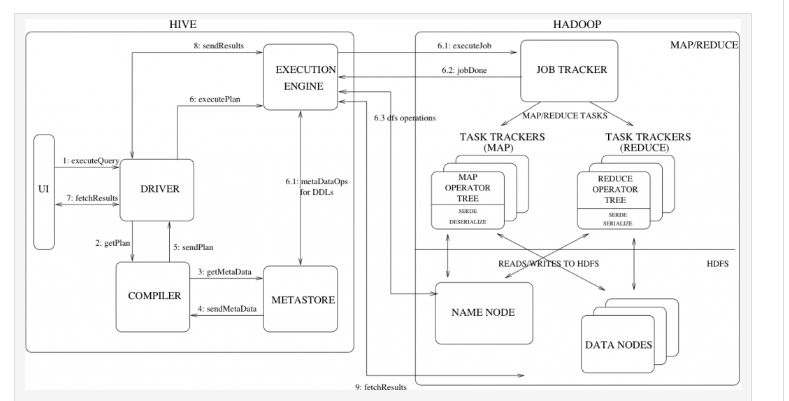 HIVE
HADOOP
8: sendResults
6.1: executeJob
MAP/REDUCE
EXECUTION
ENGINE
6.2: jobDone
JOB TRACKER
6: executePlan
6.3 dfs operations
MAP/REDUCE TASKS
TASK TRACKERS
(MAP)
TASK TRACKERS
(REDUCE)
1: executeQuery
UI
7: fetchResults
DRIVER
6.1: metaDataOps
for DDLs
MAP
OPERATOR
TREE
SERDE
DESERIALIZE
REDUCE
OPERATOR
TREE
SERDE
SERIALIZE
2: getPlan
5: sendPlan
3: getMetaData
READS/WRITES TO HDFS
HDFS
COMPILER
METASTORE
4: sendMetaData
NAME NODE
DATA NODES
9: fetchResults